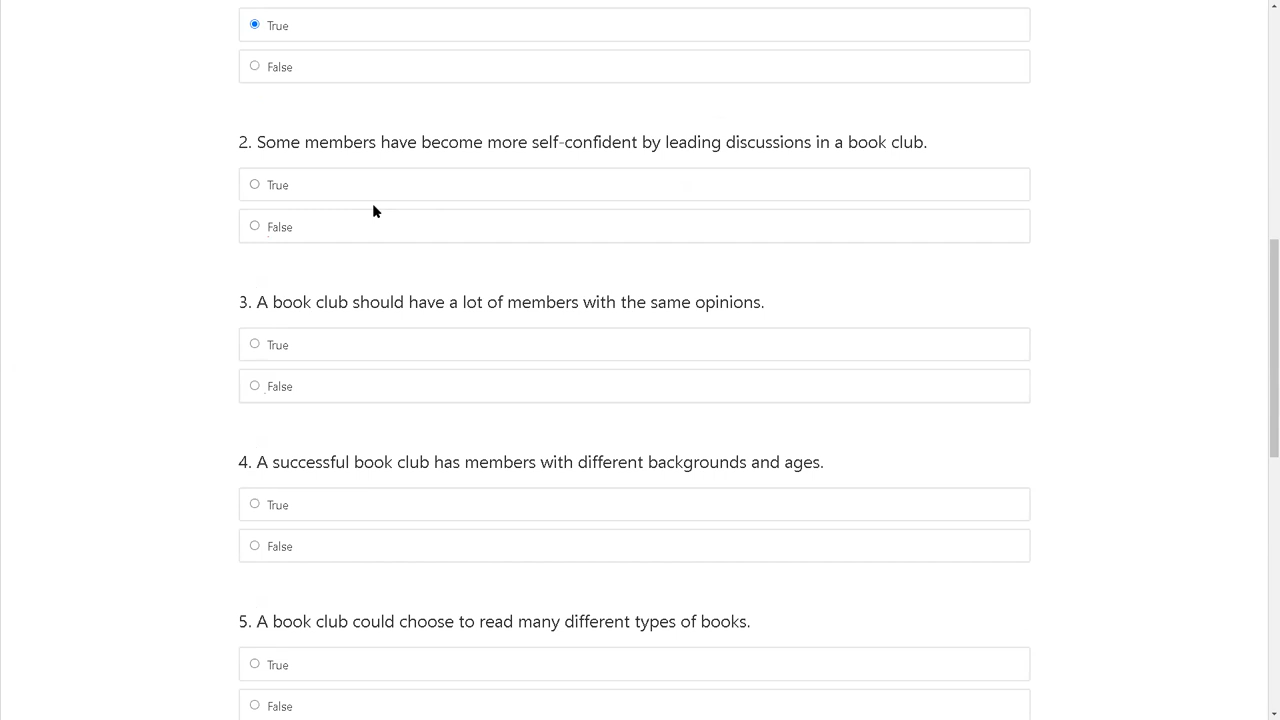 True
False
2. Some members have become more self-confident by leading discussions in a book club.
True
False
3. A book club should have a lot of members with the same opinions.
True
False
4. A successful book club has members with different backgrounds and ages.
True
False
5. A book club could choose to read many different types of books.
True
False